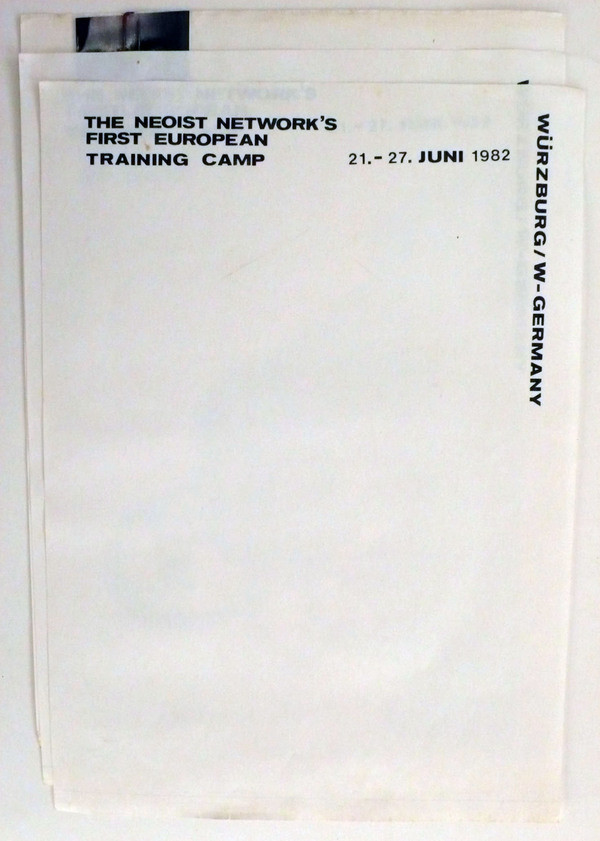 THE NEOIST NETWORK'S
FIRST EUROPEAN
TRAINING CAMP
21.- 27. JUNI 1982
WÜRZBURG / W-GERMANY